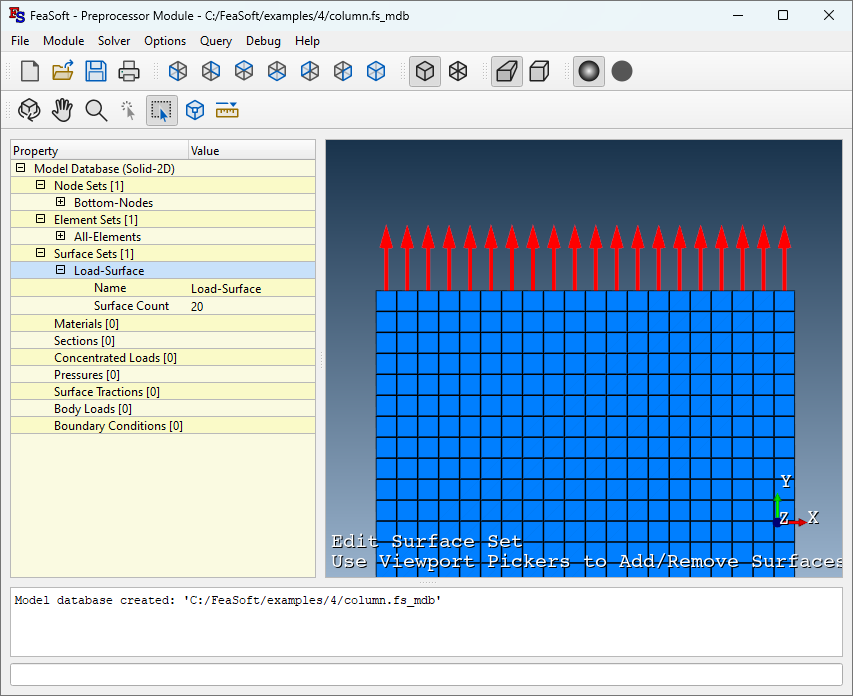 FS FeaSoft - Preprocessor Module - C:/FeaSoft/examples/4/column.fs_mdb
File Module Solver Options Query Debug Help
Property Value
Model Database (Solid-2D)
Node Sets [1]
Bottom-Nodes
Element Sets [1]
All-Elements
Surface Sets [1]
Load-Surface
Name Load-Surface
Surface Count 20
Materials [0]
Sections [0]
Concentrated Loads [0]
Pressures [0]
Surface Tractions [0]
Body Loads [0]
Boundary Conditions [0]
Y
Z X
Edit Surface Set
Use Viewport Pickers to Add/Remove Surfaces
Model database created: 'C:/FeaSoft/examples/4/column.fs_mdb'